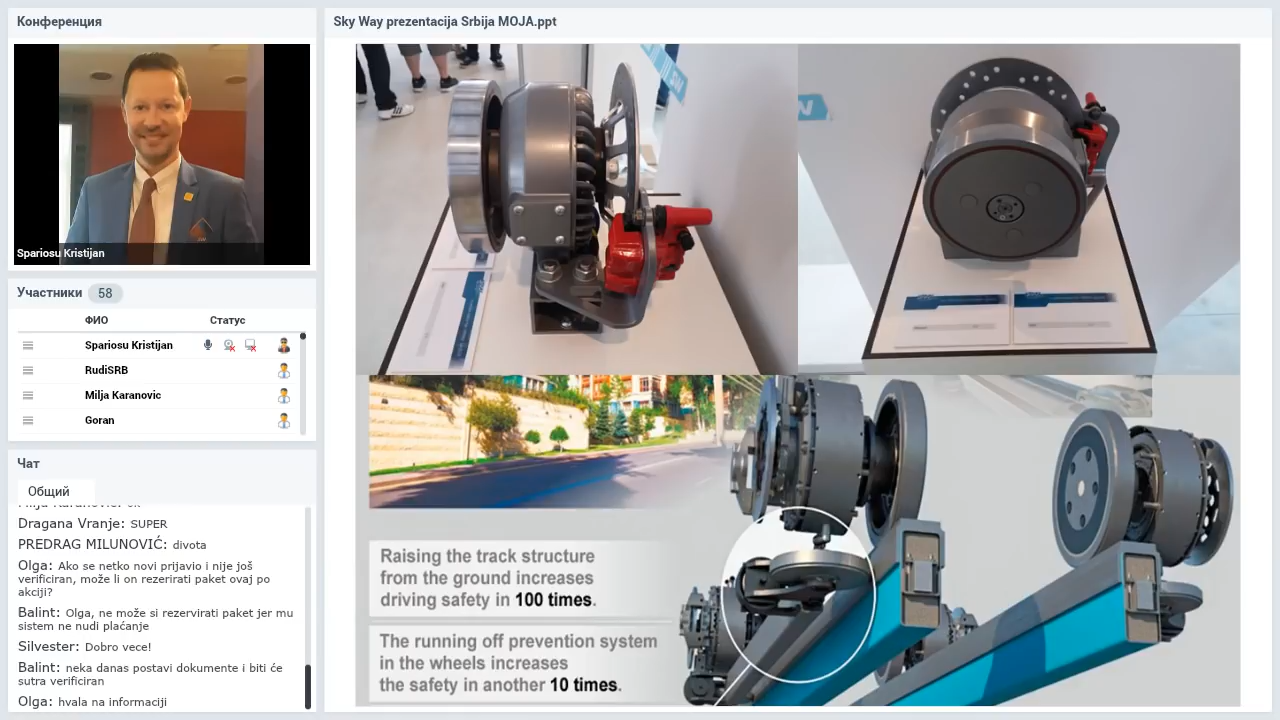 Конференция
Spariosu Kristijan
Участники 58
ФИО Статус
Spariosu Kristijan
RudiSRB
Milja Karanovic
Goran
Чат
Общий
Dragana Vranje: SUPER
PREDRAG MILUNOVIĆ: divota
Olga: Ako se netko novi prijavio i nije još
verificiran, može li on rezerirati paket ovaj po
akciji?
Balint: Olga, ne može si rezervirati paket jer mu
sistem ne nudi plaćanje
Silvester: Dobro vece!
Balint: neka danas postavi dokumente i biti će
sutra verificiran
Olga: hvala na informaciji
Sky Way prezentacija Srbija MOJA.ppt
SW
Raising the track structure
from the ground increases
driving safety in 100 times.
The running off prevention system
in the wheels increases
the safety in another 10 times.